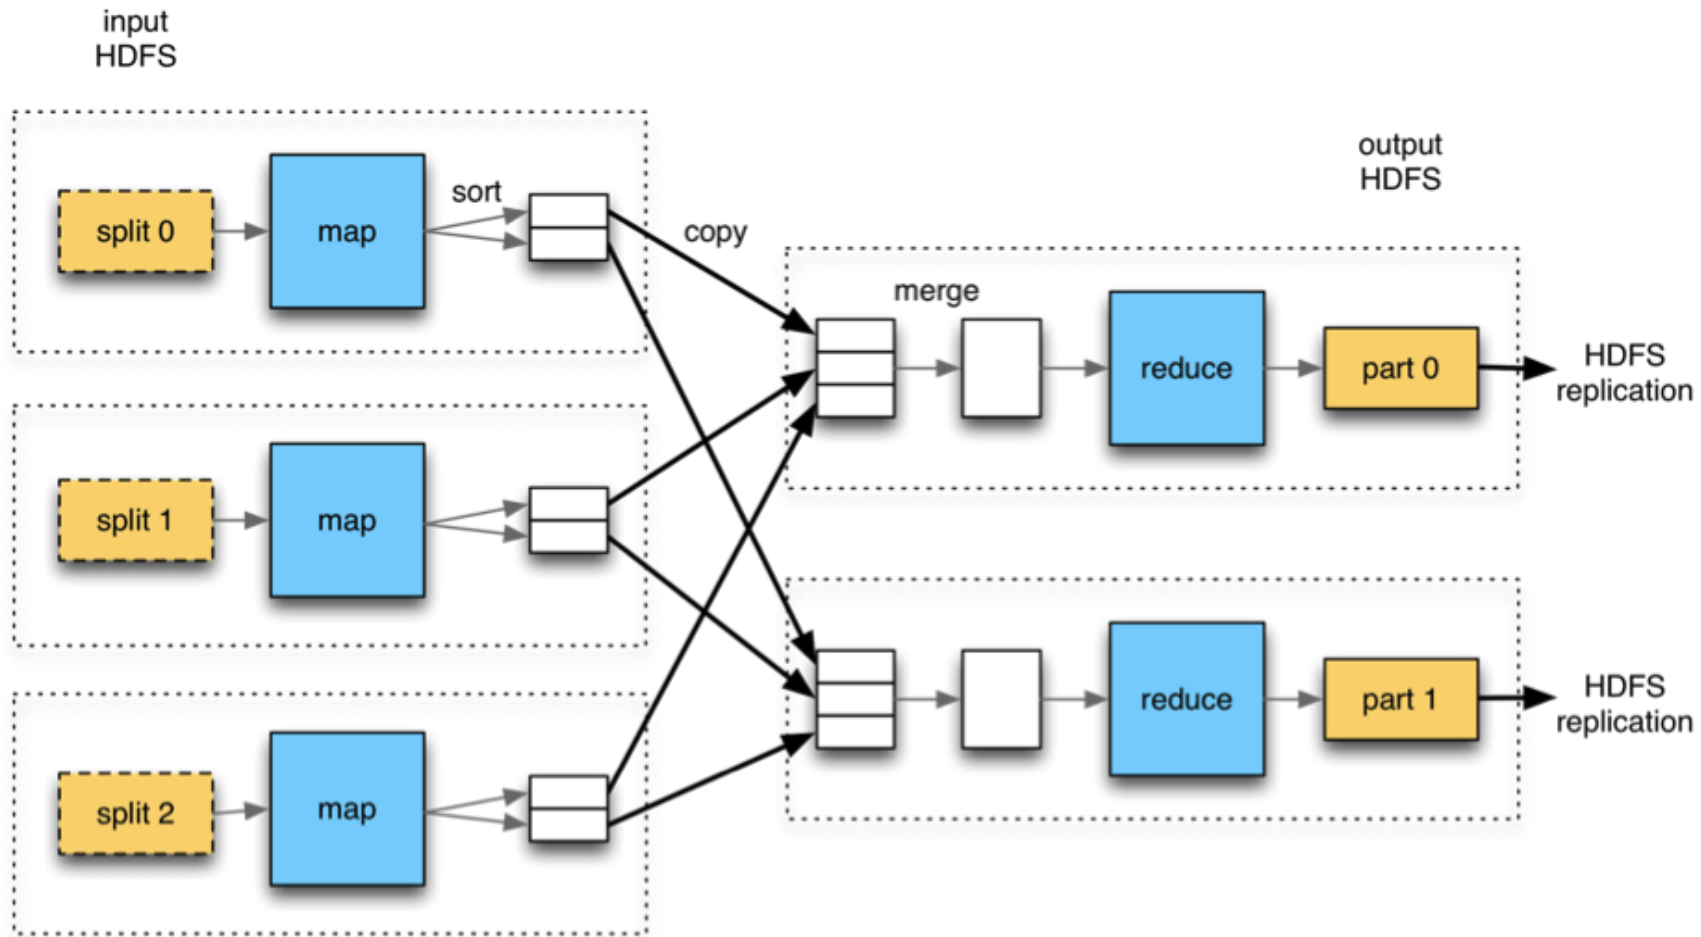 input
HDFS
split 0
map
sort
copy
split 1
map
split 2
map
output
HDFS
merge
reduce
part 0
HDFS
replication
reduce
part 1
HDFS
replication